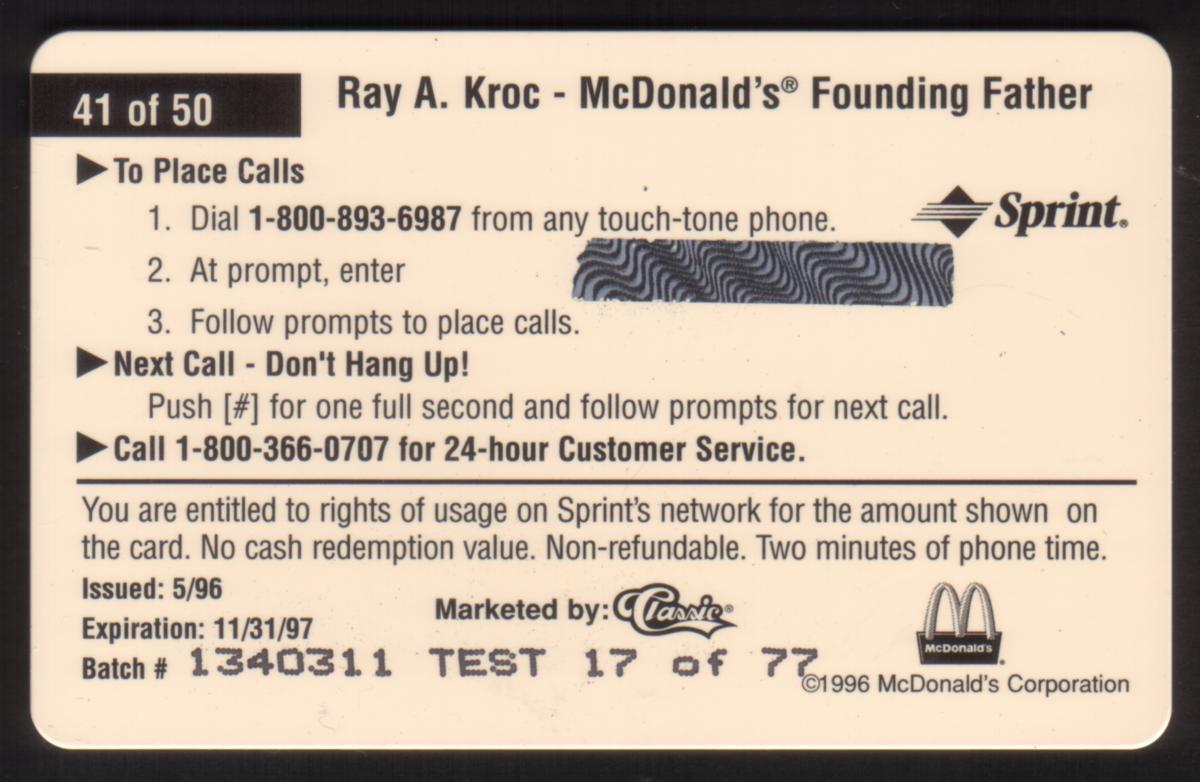 41 of 50
Ray A. Kroc - McDonald's® Founding Father
▶To Place Calls
1. Dial 1-800-893-6987 from any touch-tone phone.
Sprint®
2. At prompt, enter
3. Follow prompts to place calls.
▶Next Call - Don't Hang Up!
Push [#] for one full second and follow prompts for next call.
▶Call 1-800-366-0707 for 24-hour Customer Service.
You are entitled to rights of usage on Sprint's network for the amount shown on
the card. No cash redemption value. Non-refundable. Two minutes of phone time.
Issued: 5/96
Expiration: 11/31/97
Marketed by: Classic®
McDonald's®
Batch # 1340311 TEST 17 of 77
©1996 McDonald's Corporation